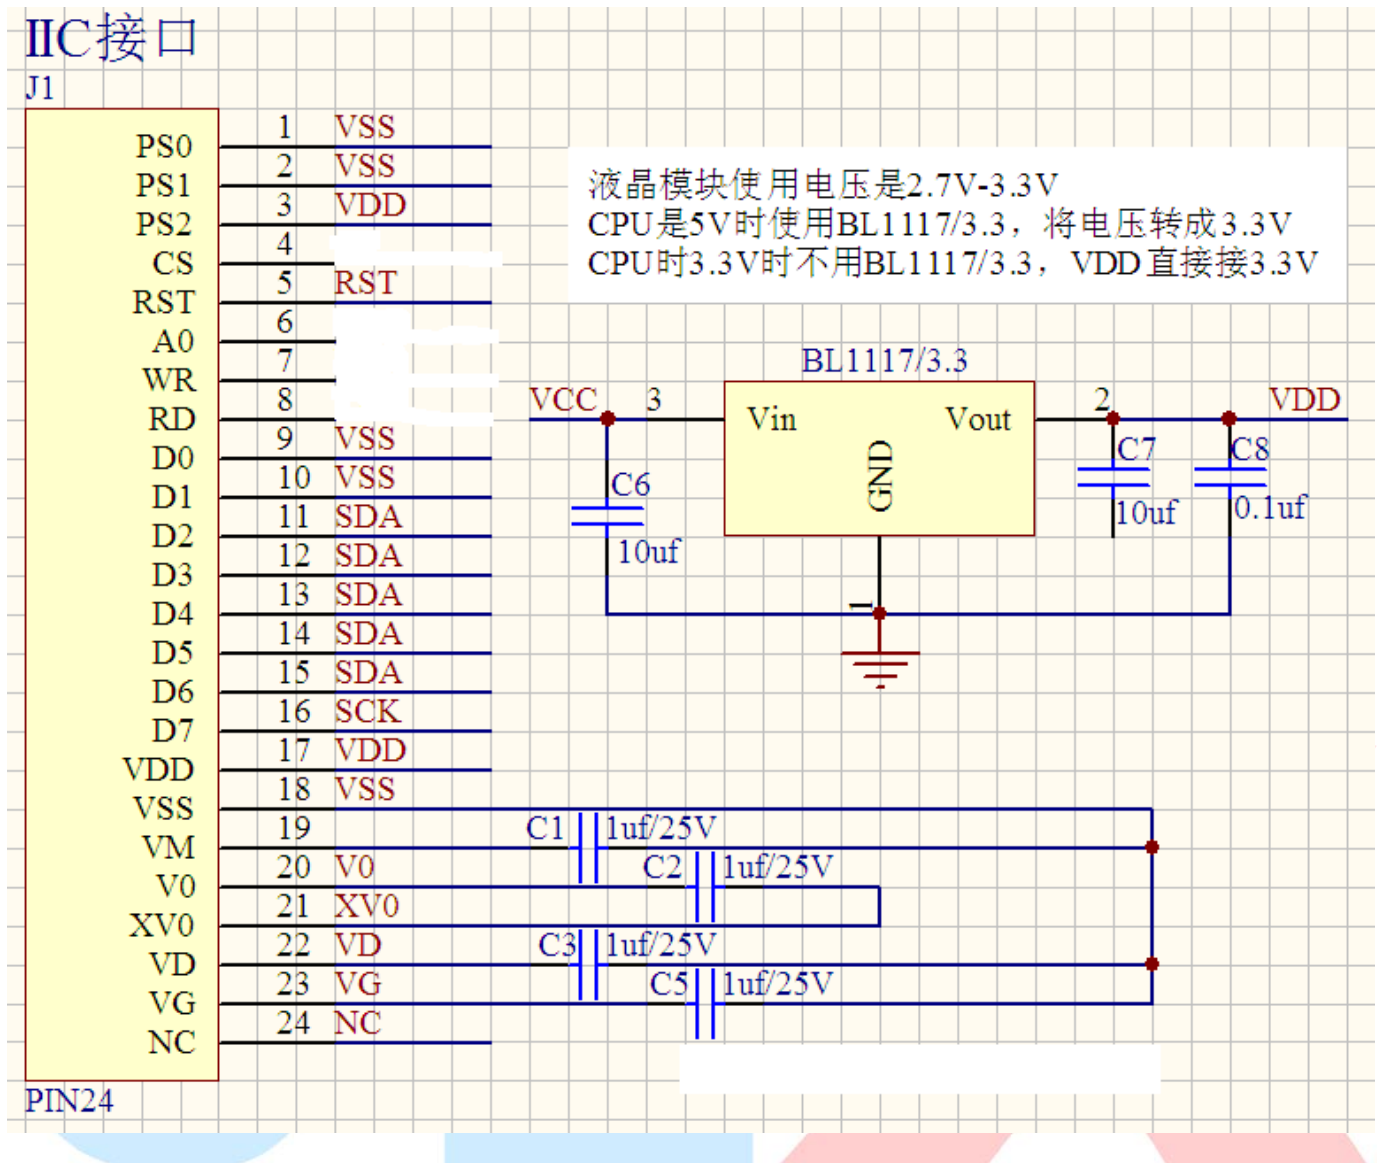 IIC接口
J1
PS0 1 VSS
PS1 2 VSS
PS2 3 VDD
CS 4
RST 5 RST
A0 6
WR 7
RD 8
D0 9 VSS
D1 10 VSS
D2 11 SDA
D3 12 SDA
D4 13 SDA
D5 14 SDA
D6 15 SDA
D7 16 SCK
VDD 17 VDD
VSS 18 VSS
VM 19
V0 20 V0
XV0 21 XV0
VD 22 VD
VG 23 VG
NC 24 NC
PIN24
液晶模块使用电压是2.7V-3.3V
CPU是5V时使用BL1117/3.3，将电压转成3.3V
CPU时3.3V时不用BL1117/3.3，VDD直接接3.3V
BL1117/3.3
VCC 3 Vin Vout 2 VDD
GND
1
C6
10uf
C7
10uf
C8
0.1uf
C1 1uf/25V
C2 1uf/25V
C3 1uf/25V
C5 1uf/25V